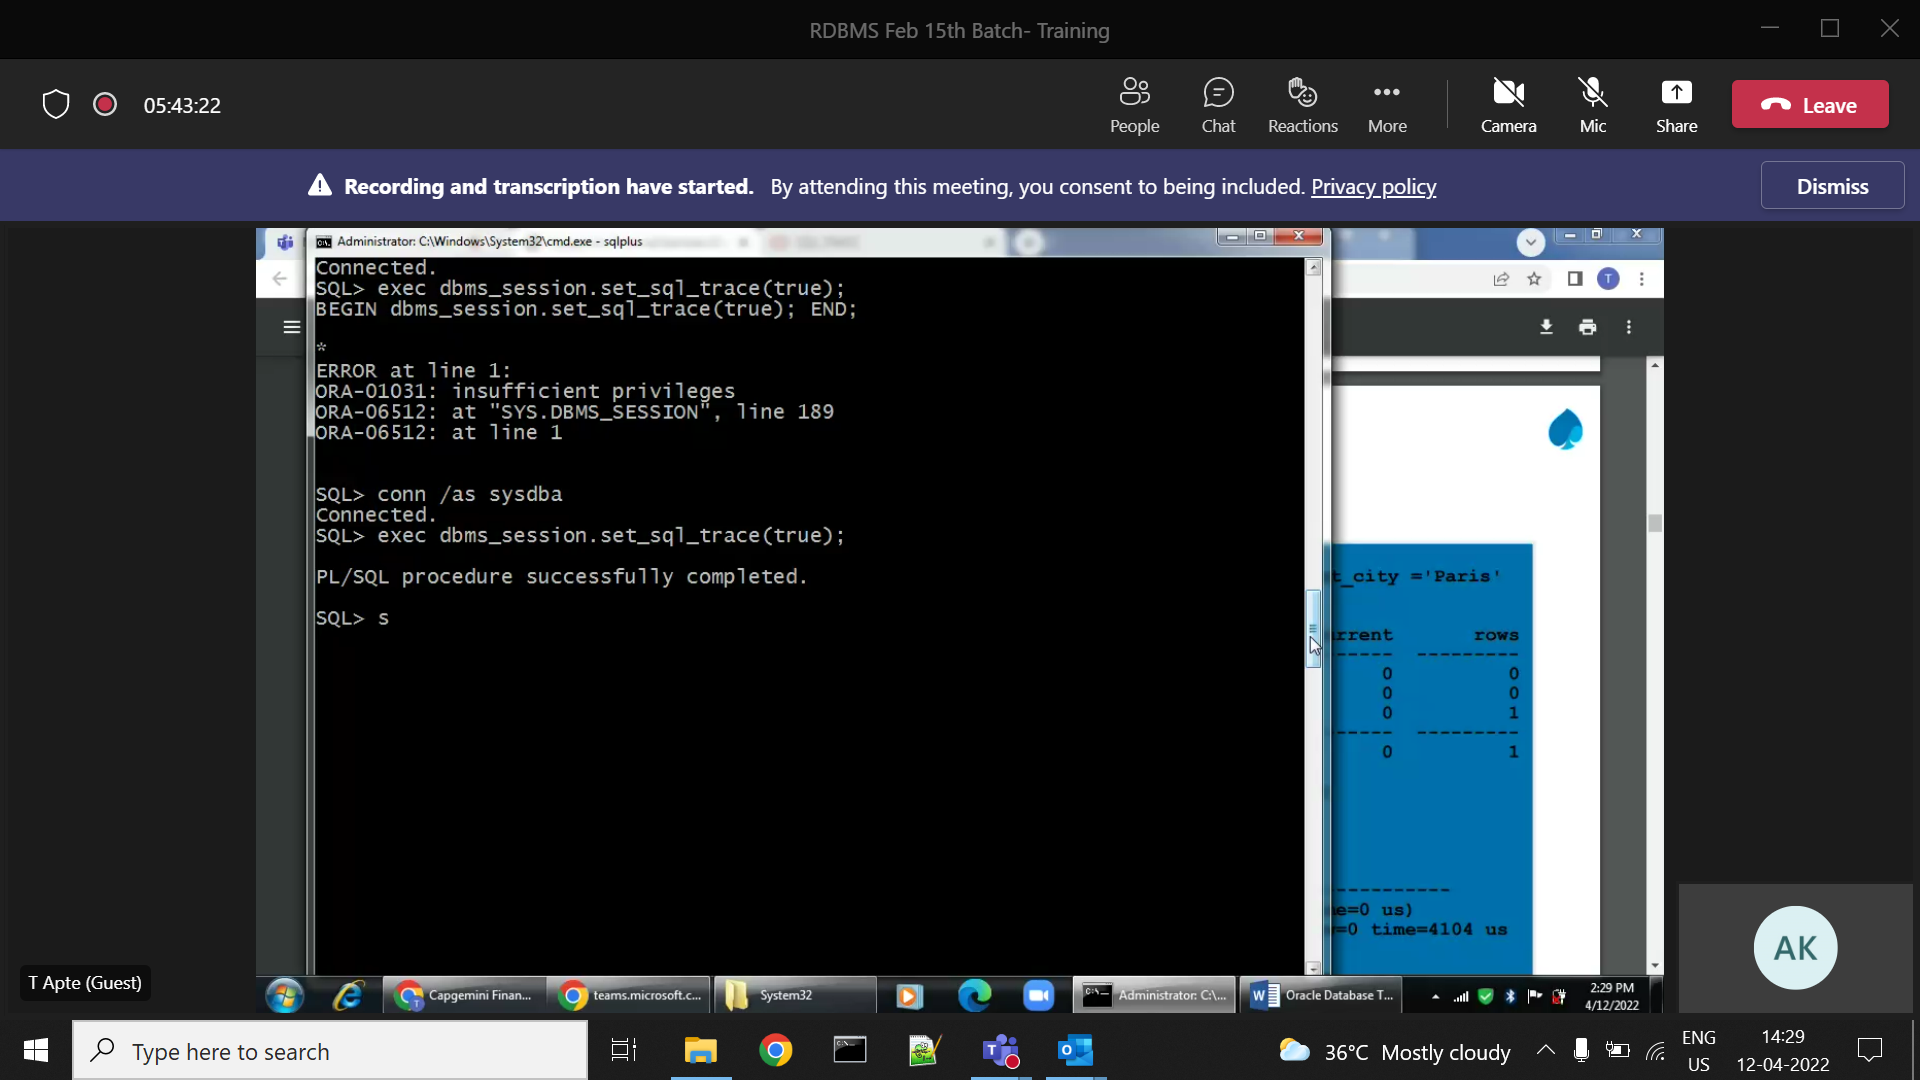 RDBMS Feb 15th Batch- Training
05:43:22
People
Chat
Reactions
More
Camera
Mic
Share
Leave
Recording and transcription have started. By attending this meeting, you consent to being included. Privacy policy
Dismiss
Administrator: C:\Windows\System32\cmd.exe - sqlplus
Connected.
SQL> exec dbms_session.set_sql_trace(true);
BEGIN dbms_session.set_sql_trace(true); END;
*
ERROR at line 1:
ORA-01031: insufficient privileges
ORA-06512: at "SYS.DBMS_SESSION", line 189
ORA-06512: at line 1
SQL> conn /as sysdba
Connected.
SQL> exec dbms_session.set_sql_trace(true);
PL/SQL procedure successfully completed.
SQL> s
T
t_city ='Paris'
rrent rows
--------- 
0 0
0 0
0 1
---------
0 1
------------
me=0 us)
=0 time=4104 us
T Apte (Guest)
AK
Capgemini Finan...
teams.microsoft.c...
System32
Administrator: C:\...
Oracle Database T...
2:29 PM
4/12/2022
Type here to search
36°C Mostly cloudy
ENG
US
14:29
12-04-2022